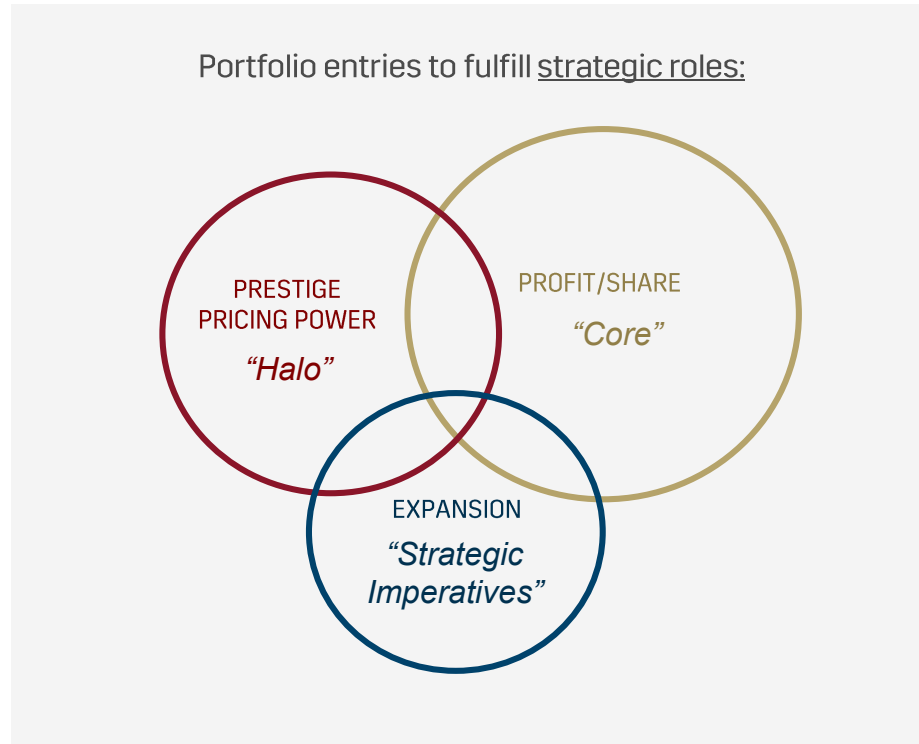 Portfolio entries to fulfill strategic roles:
PRESTIGE
PRICING POWER
“Halo”
PROFIT/SHARE
“Core”
EXPANSION
“Strategic
Imperatives”